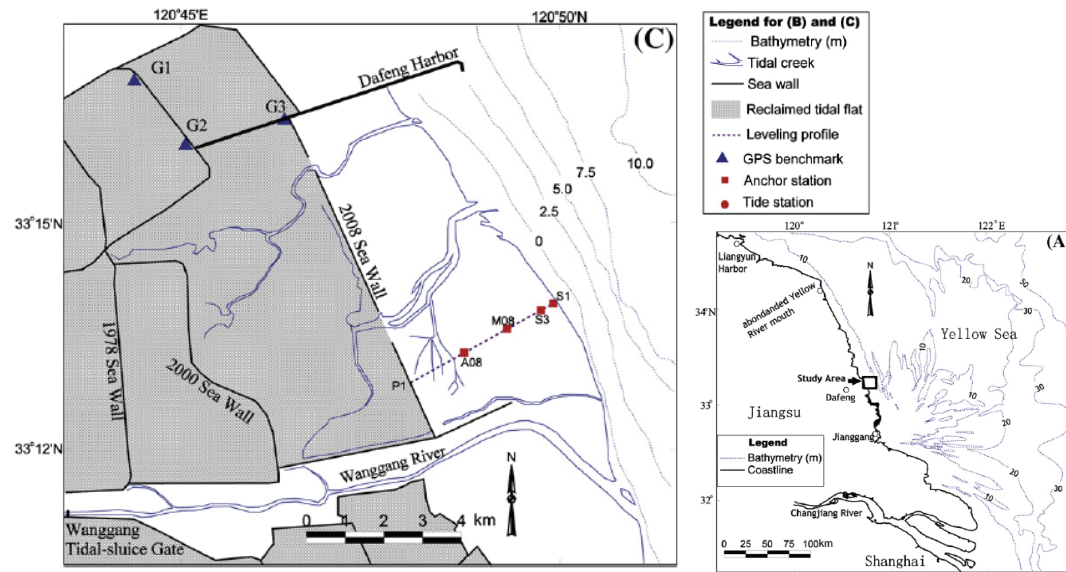 120°45'E
120°50'N
(C)
G1
Dafeng Harbor
G3
G2
10.0
7.5
5.0
2.5
0
33°15'N
2008 Sea Wall
S1
S3
M08
A08
P1
1978 Sea Wall
2000 Sea Wall
33°12'N
Wanggang River
N
0 1 2 3 4 km
Wanggang
Tidal-sluice Gate
Legend for (B) and (C)
Bathymetry (m)
Tidal creek
Sea wall
Reclaimed tidal flat
Leveling profile
GPS benchmark
Anchor station
Tide station
120° 121° 122°E
(A
Liangyun
Harbor
10
20
50
N
30
abondanded Yellow
River mouth
34°N
10
Yellow Sea
20
Study Area
Dafeng
30
33°
Jiangsu
10
10
Jianggang
Legend
Bathymetry (m)
Coastline
20
30
10
32°
Changjiang River
0 25 50 75 100km
Shanghai